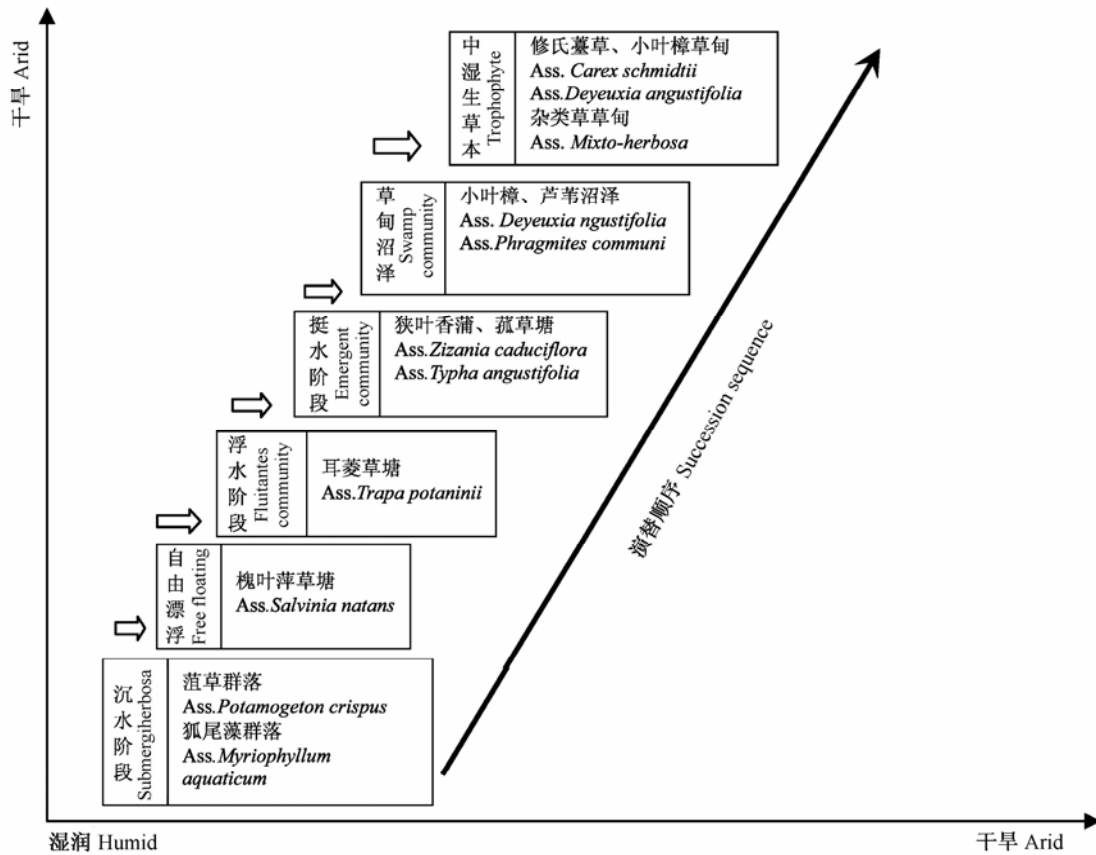 干旱 Arid
中湿生草本
Trophophyte
修氏薹草、小叶樟草甸
Ass. Carex schmidtii
Ass.Deyeuxia angustifolia
杂类草草甸
Ass. Mixto-herbosa
草甸沼泽
Swamp
community
小叶樟、芦苇沼泽
Ass. Deyeuxia ngustifolia
Ass.Phragmites communi
挺水阶段
Emergent
community
狭叶香蒲、菰草塘
Ass.Zizania caduciflora
Ass.Typha angustifolia
浮水阶段
Fluitantes
community
耳菱草塘
Ass.Trapa potaninii
自由漂浮
Free floating
槐叶萍草塘
Ass.Salvinia natans
沉水阶段
Submergiherbosa
菹草群落
Ass.Potamogeton crispus
狐尾藻群落
Ass.Myriophyllum
aquaticum
演替顺序 Succession sequence
湿润 Humid
干旱 Arid